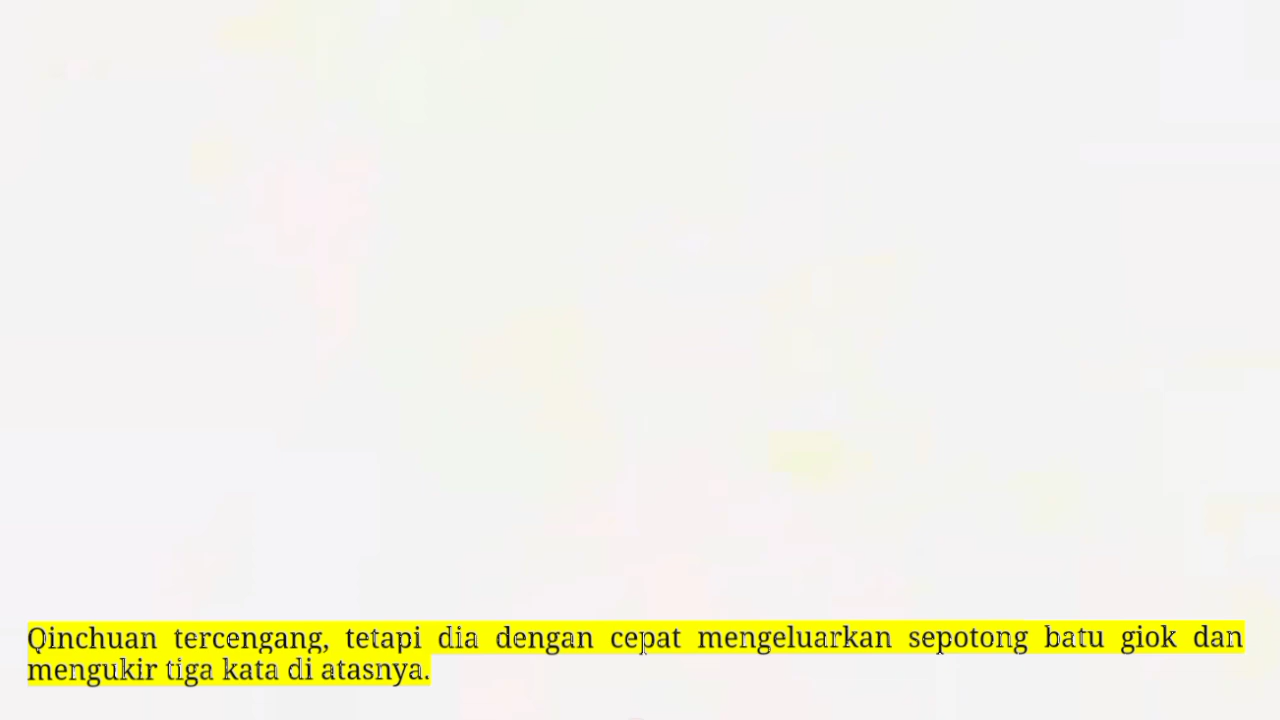 Qinchuan tercengang, tetapi dia dengan cepat mengeluarkan sepotong batu giok dan
mengukir tiga kata di atasnya.